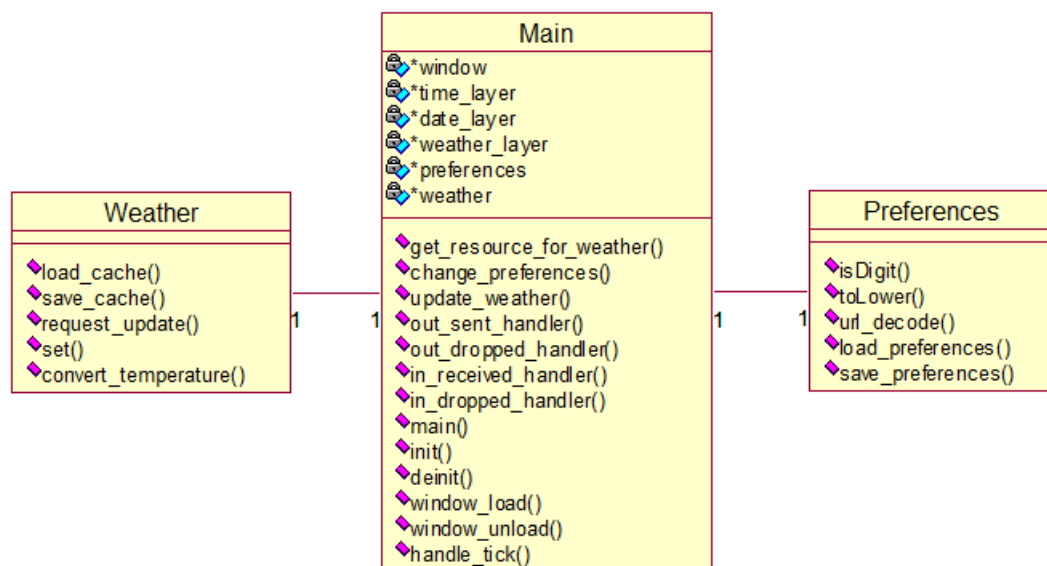 Main
*window
*time_layer
*date_layer
*weather_layer
*preferences
*weather
get_resource_for_weather()
change_preferences()
update_weather()
out_sent_handler()
out_dropped_handler()
in_received_handler()
in_dropped_handler()
main()
init()
deinit()
window_load()
window_unload()
handle_tick()
Weather
load_cache()
save_cache()
request_update()
set()
convert_temperature()
1
1
Preferences
isDigit()
toLower()
url_decode()
load_preferences()
save_preferences()
1
1